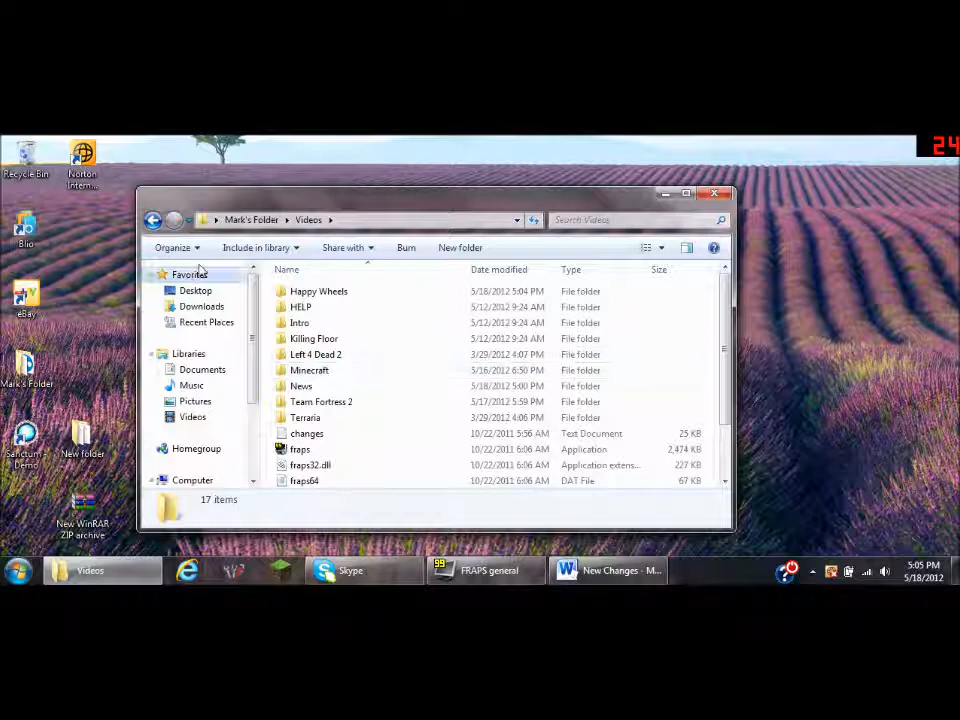 24
Recycle Bin
Norton
Intern...
Blio
eBay
Mark's Folder
Sanctum -
Demo
New folder
New WinRAR
ZIP archive
Mark's Folder Videos
Search Videos
Organize Include in library Share with Burn New folder
Name Date modified Type Size
Favorites
Desktop
Downloads
Recent Places
Libraries
Documents
Music
Pictures
Videos
Homegroup
Computer
Happy Wheels 5/18/2012 5:04 PM File folder
HELP 5/12/2012 9:24 AM File folder
Intro 5/12/2012 9:24 AM File folder
Killing Floor 5/12/2012 9:24 AM File folder
Left 4 Dead 2 3/29/2012 4:07 PM File folder
Minecraft 5/16/2012 6:50 PM File folder
News 5/18/2012 5:00 PM File folder
Team Fortress 2 5/17/2012 5:59 PM File folder
Terraria 3/29/2012 4:06 PM File folder
changes 10/22/2011 5:56 AM Text Document 25 KB
fraps 10/22/2011 6:06 AM Application 2,474 KB
fraps32.dll 10/22/2011 6:06 AM Application extens... 227 KB
fraps64 10/22/2011 6:06 AM DAT File 67 KB
17 items
Videos
Skype
99
FRAPS general
New Changes - M...
5:05 PM
5/18/2012